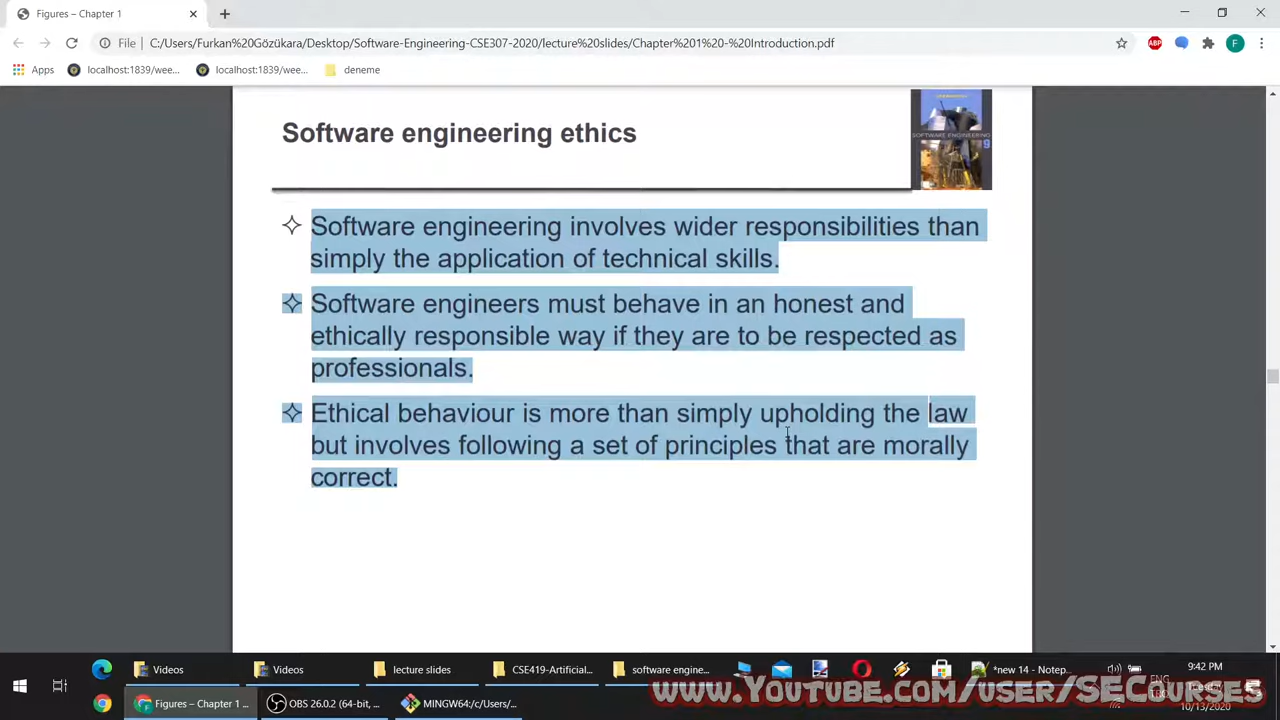 Figures – Chapter 1
File
C:/Users/Furkan%20Gözükara/Desktop/Software-Engineering-CSE307-2020/lecture%20slides/Chapter%201%20-%20Introduction.pdf
ABP
F
Apps
localhost:1839/wee...
localhost:1839/wee...
deneme
Software engineering ethics
SOFTWARE ENGINEERING
9
Software engineering involves wider responsibilities than
simply the application of technical skills.
Software engineers must behave in an honest and
ethically responsible way if they are to be respected as
professionals.
Ethical behaviour is more than simply upholding the law
but involves following a set of principles that are morally
correct.
Videos
Videos
lecture slides
CSE419-Artificial...
software engine...
*new 14 - Notep...
9:42 PM
ENG
10/13/2020
Figures – Chapter 1 ...
OBS 26.0.2 (64-bit, ...
MINGW64:/c/Users/...
www.Youtube.com/user/SECourses